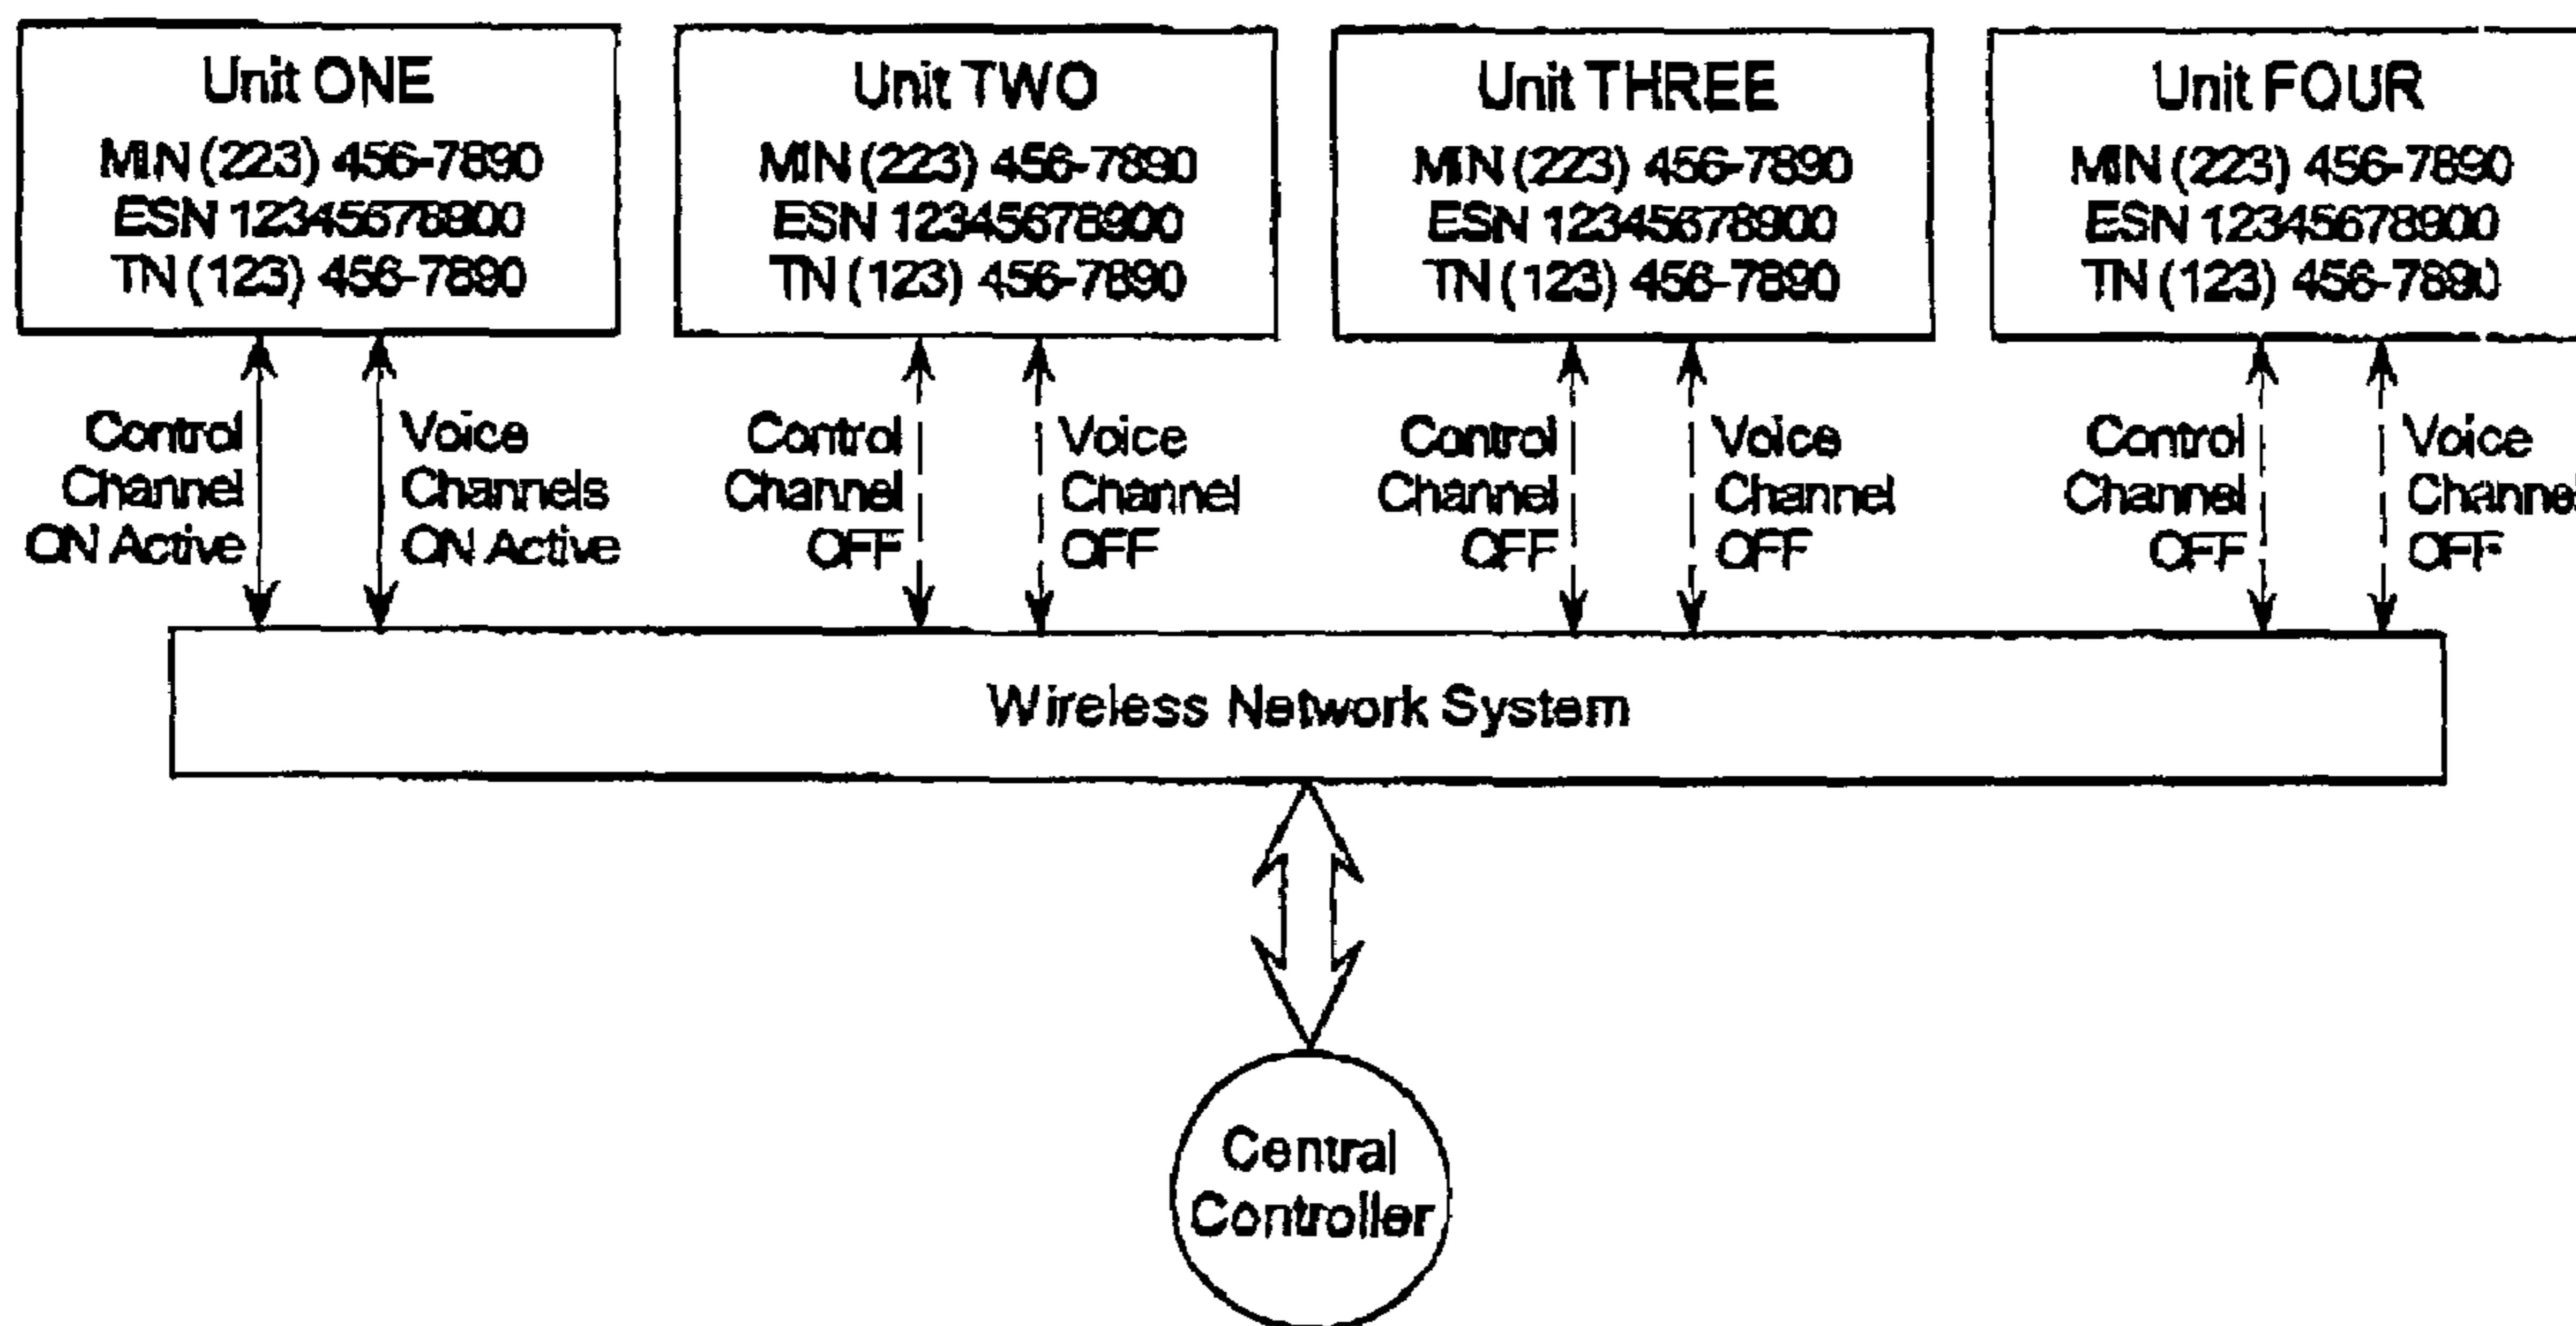 Unit ONE
MIN (223) 456-7890
ESN 12345678900
TN (123) 456-7890
Unit TWO
MIN (223) 456-7890
ESN 12345678900
TN (123) 456-7890
Unit THREE
MIN (223) 456-7890
ESN 12345678900
TN (123) 456-7890
Unit FOUR
MIN (223) 456-7890
ESN 12345678900
TN (123) 456-7890
Control
Channel
ON Active
Voice
Channels
ON Active
Control
Channel
OFF
Voice
Channel
OFF
Control
Channel
OFF
Voice
Channel
OFF
Control
Channel
OFF
Voice
Channel
OFF
Wireless Network System
Central
Controller